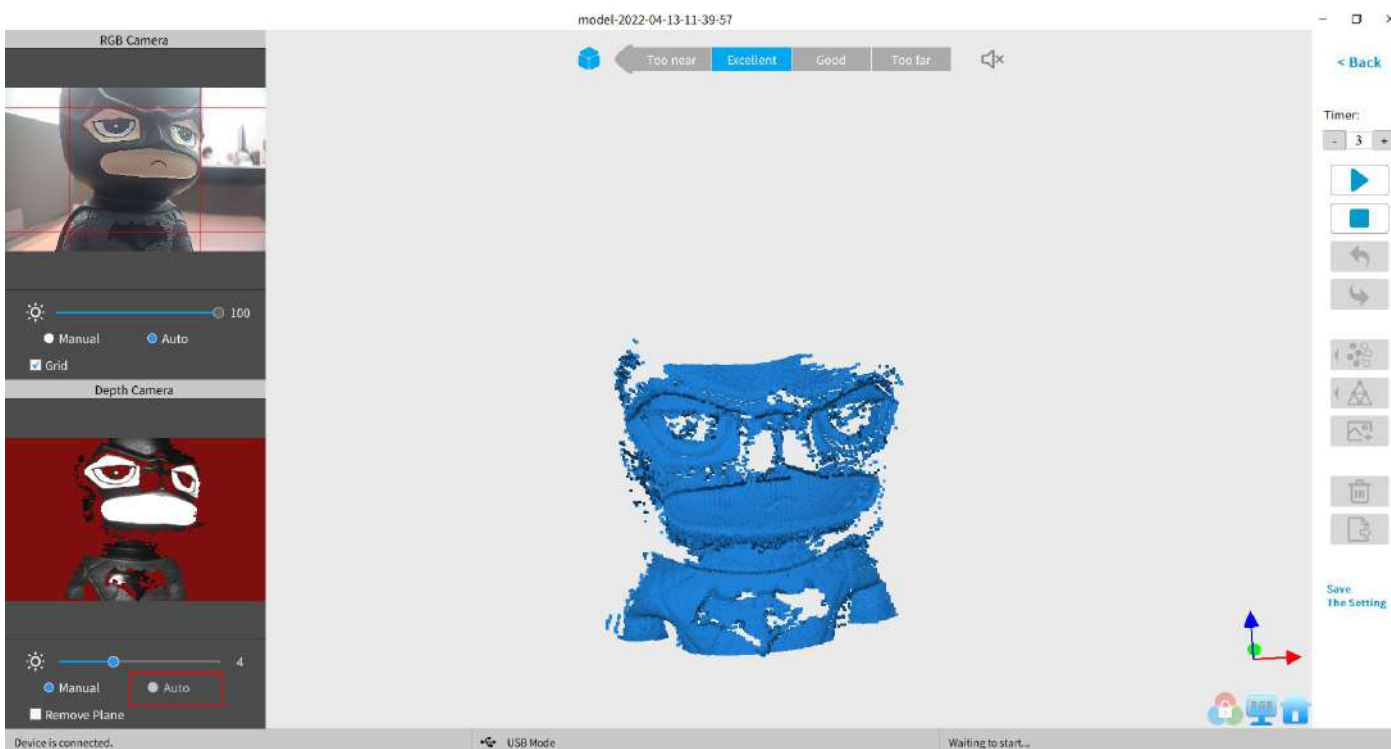 model-2022-04-13-11-39-57
RGB Camera
Too near Excellent Good Too far
< Back
Timer:
- 3 +
100
Manual Auto
Grid
Depth Camera
4
Manual Auto
Remove Plane
Save
The Setting
RGB
Device is connected. USB Mode Waiting to start...